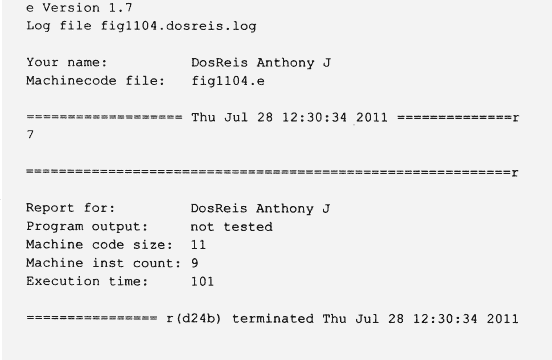 e Version 1.7
Log file fig1104.dosreis.log
Your name: DosReis Anthony J
Machinecode file: fig1104.e
=================== Thu Jul 28 12:30:34 2011 ==============r
7
===========================================================r
Report for: DosReis Anthony J
Program output: not tested
Machine code size: 11
Machine inst count: 9
Execution time: 101
================ r(d24b) terminated Thu Jul 28 12:30:34 2011